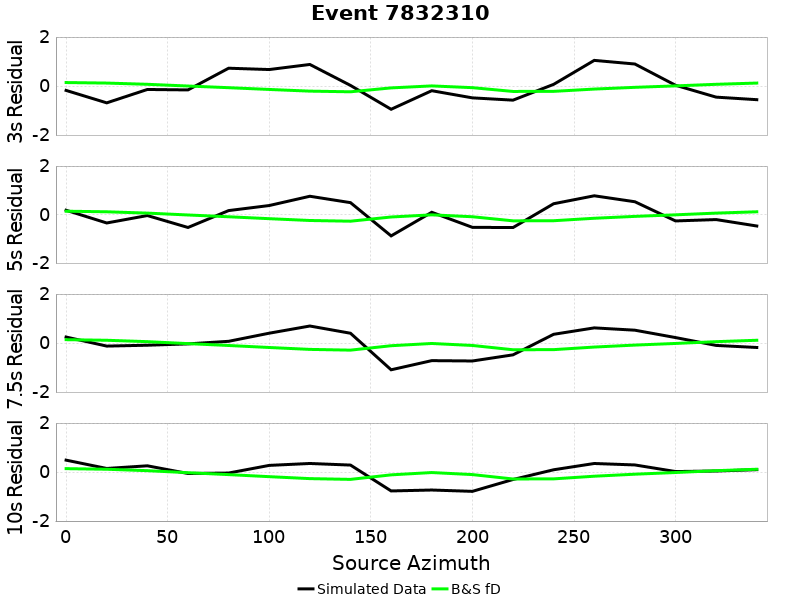 Event 7832310
3s Residual
2
0
-2
5s Residual
2
0
-2
7.5s Residual
2
0
-2
10s Residual
2
0
-2
0 50 100 150 200 250 300
Source Azimuth
Simulated Data B&S fD